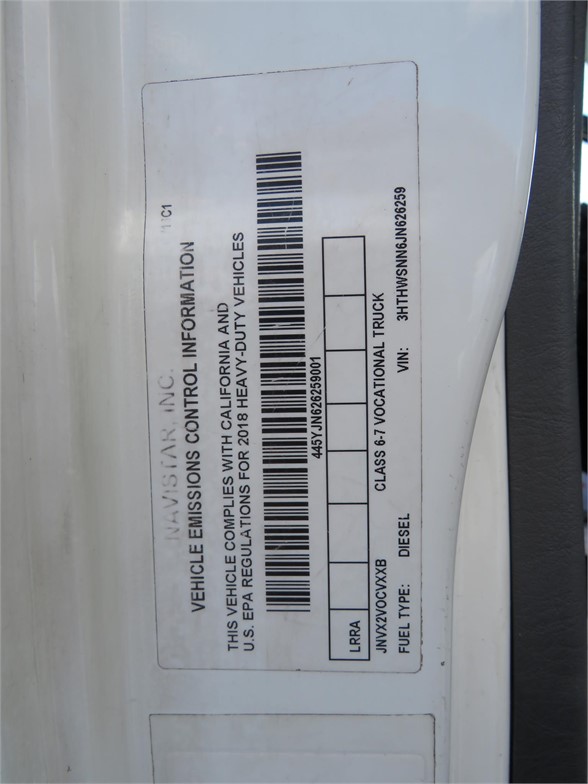 NAVISTAR, INC.
VEHICLE EMISSIONS CONTROL INFORMATION
THIS VEHICLE COMPLIES WITH CALIFORNIA AND
U.S. EPA REGULATIONS FOR 2018 HEAVY-DUTY VEHICLES
445YJN626259001
LRRA
JNVX2VOCVXXB CLASS 6-7 VOCATIONAL TRUCK
FUEL TYPE: DIESEL VIN: 3HTHWSNN6JN626259